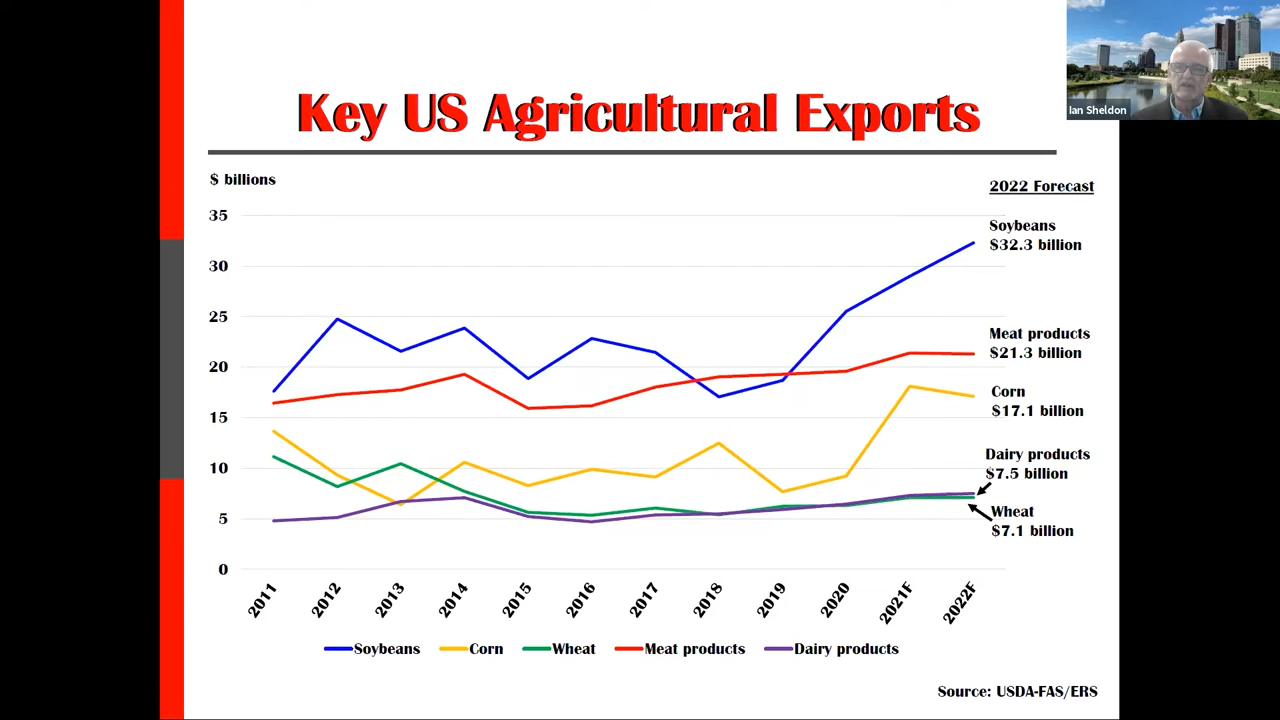 Ian Sheldon
Key US Agricultural Exports
$ billions
2022 Forecast
35
30
25
20
15
10
5
0
Soybeans
$32.3 billion
Meat products
$21.3 billion
Corn
$17.1 billion
Dairy products
$7.5 billion
Wheat
$7.1 billion
2011
2012
2013
2014
2015
2016
2017
2018
2019
2020
2021F
2022F
Soybeans
Corn
Wheat
Meat products
Dairy products
Source: USDA-FAS/ERS